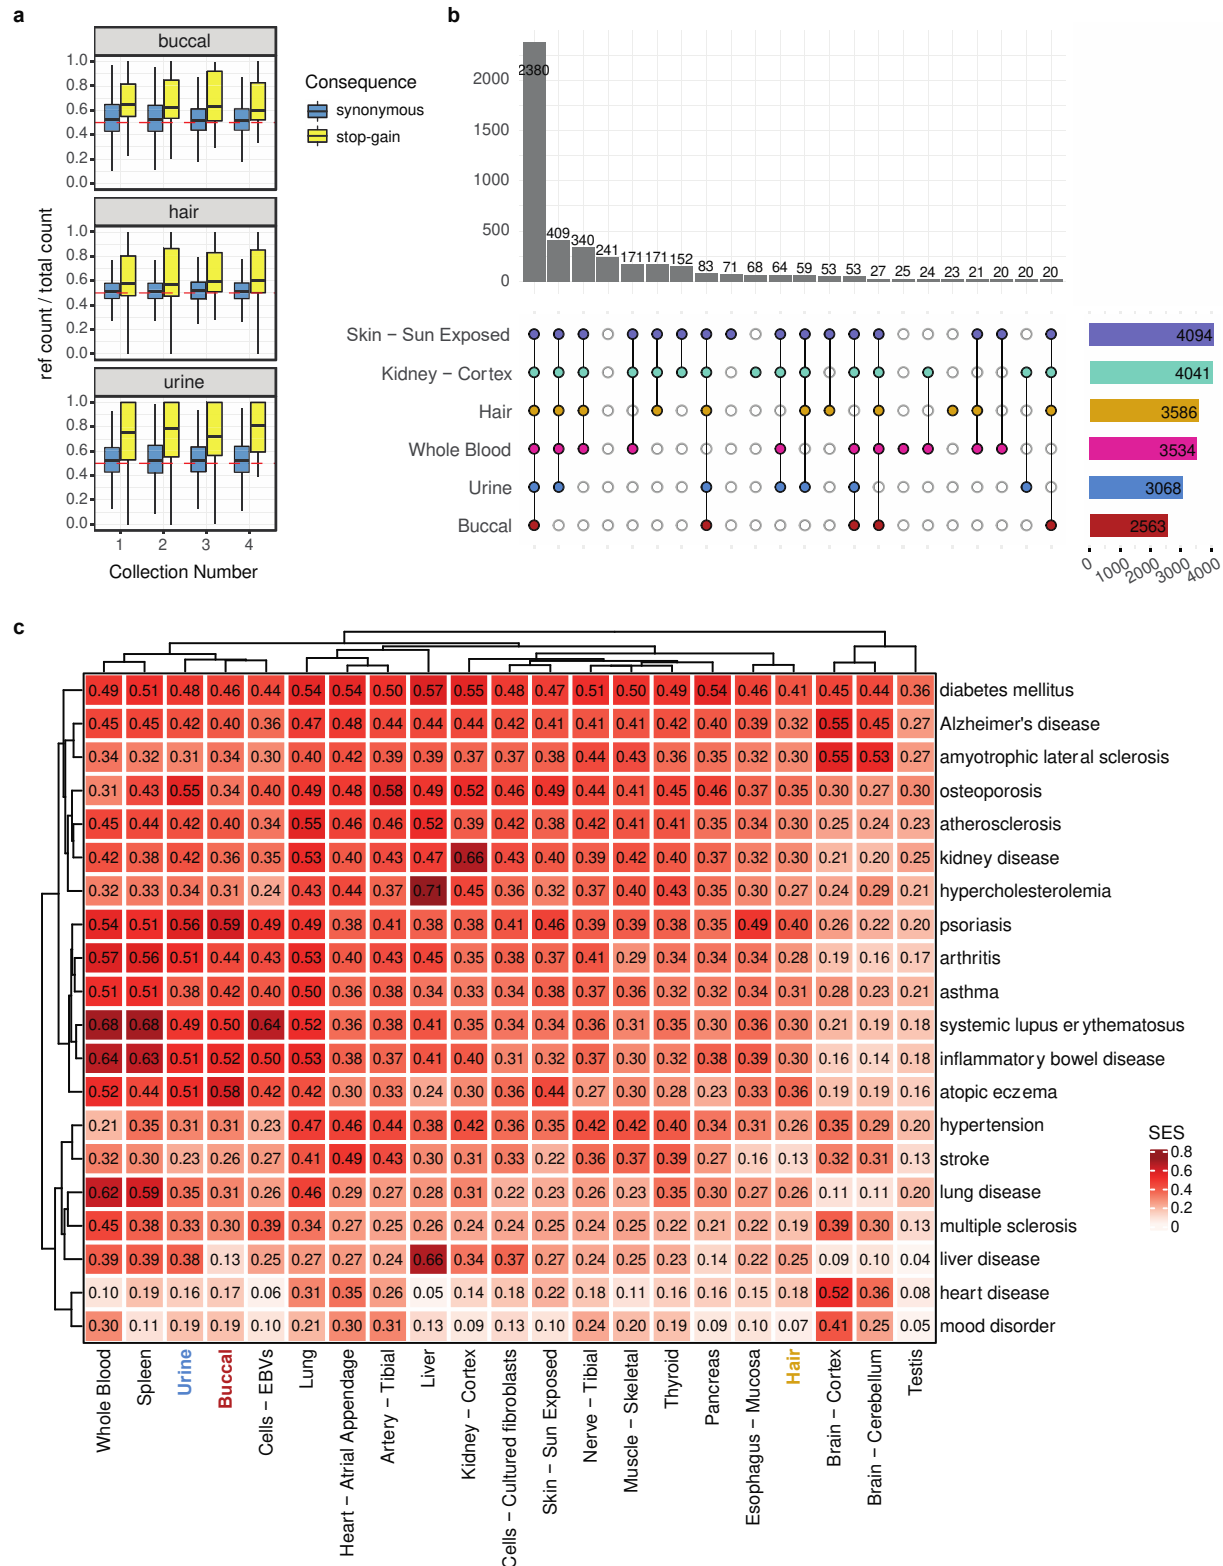 a
buccal
1.0
0.8
0.6
0.4
0.2
0.0
hair
1.0
0.8
0.6
0.4
0.2
0.0
urine
1.0
0.8
0.6
0.4
0.2
0.0
1 2 3 4
Collection Number
ref count / total count
Consequence
synonymous
stop-gain
b
2000
1500
1000
500
0
2380 409 340 241 171 171 152 83 71 68 64 59 53 53 27 25 24 23 21 20 20 20
Skin − Sun Exposed 4094
Kidney − Cortex 4041
Hair 3586
Whole Blood 3534
Urine 3068
Buccal 2563
0 1000 2000 3000 4000
c
0.49 0.51 0.48 0.46 0.44 0.54 0.54 0.50 0.57 0.55 0.48 0.47 0.51 0.50 0.49 0.54 0.46 0.41 0.45 0.44 0.36 diabetes mellitus
0.45 0.45 0.42 0.40 0.36 0.47 0.48 0.44 0.44 0.44 0.42 0.41 0.41 0.41 0.42 0.40 0.39 0.32 0.55 0.45 0.27 Alzheimer's disease
0.34 0.32 0.31 0.34 0.30 0.40 0.42 0.39 0.39 0.37 0.37 0.38 0.44 0.43 0.36 0.35 0.32 0.30 0.55 0.53 0.27 amyotrophic lateral sclerosis
0.31 0.43 0.55 0.34 0.40 0.49 0.48 0.58 0.49 0.52 0.46 0.49 0.44 0.41 0.45 0.46 0.37 0.35 0.30 0.27 0.30 osteoporosis
0.45 0.44 0.42 0.40 0.34 0.55 0.46 0.46 0.52 0.39 0.42 0.38 0.42 0.41 0.41 0.35 0.34 0.30 0.25 0.24 0.23 atherosclerosis
0.42 0.38 0.42 0.36 0.35 0.53 0.40 0.43 0.47 0.66 0.43 0.40 0.39 0.42 0.40 0.37 0.32 0.30 0.21 0.20 0.25 kidney disease
0.32 0.33 0.34 0.31 0.24 0.43 0.44 0.37 0.71 0.45 0.36 0.32 0.37 0.40 0.43 0.35 0.30 0.27 0.24 0.29 0.21 hypercholesterolemia
0.54 0.51 0.56 0.59 0.49 0.49 0.38 0.41 0.38 0.38 0.41 0.46 0.39 0.39 0.38 0.35 0.49 0.40 0.26 0.22 0.20 psoriasis
0.57 0.56 0.51 0.44 0.43 0.53 0.40 0.43 0.45 0.35 0.38 0.37 0.41 0.29 0.34 0.34 0.34 0.28 0.19 0.16 0.17 arthritis
0.51 0.51 0.38 0.42 0.40 0.50 0.36 0.38 0.34 0.33 0.34 0.38 0.37 0.36 0.32 0.32 0.34 0.31 0.28 0.23 0.21 asthma
0.68 0.68 0.49 0.50 0.64 0.52 0.36 0.38 0.41 0.35 0.34 0.34 0.36 0.31 0.35 0.30 0.36 0.30 0.21 0.19 0.18 systemic lupus erythematosus
0.64 0.63 0.51 0.52 0.50 0.53 0.38 0.37 0.41 0.40 0.31 0.32 0.37 0.30 0.32 0.38 0.39 0.30 0.16 0.14 0.18 inflammatory bowel disease
0.52 0.44 0.51 0.58 0.42 0.42 0.30 0.33 0.24 0.30 0.36 0.44 0.27 0.30 0.28 0.23 0.33 0.36 0.19 0.19 0.16 atopic eczema
0.21 0.35 0.31 0.31 0.23 0.47 0.46 0.44 0.38 0.42 0.36 0.35 0.42 0.42 0.40 0.34 0.31 0.26 0.35 0.29 0.20 hypertension
0.32 0.30 0.23 0.26 0.27 0.41 0.49 0.43 0.30 0.31 0.33 0.22 0.36 0.37 0.39 0.27 0.16 0.13 0.32 0.31 0.13 stroke
0.62 0.59 0.35 0.31 0.26 0.46 0.29 0.27 0.28 0.31 0.22 0.23 0.26 0.23 0.35 0.30 0.27 0.26 0.11 0.11 0.20 lung disease
0.45 0.38 0.33 0.30 0.39 0.34 0.27 0.25 0.26 0.24 0.24 0.25 0.24 0.25 0.22 0.21 0.22 0.19 0.39 0.30 0.13 multiple sclerosis
0.39 0.39 0.38 0.13 0.25 0.27 0.27 0.24 0.66 0.34 0.37 0.27 0.24 0.25 0.23 0.14 0.22 0.25 0.09 0.10 0.04 liver disease
0.10 0.19 0.16 0.17 0.06 0.31 0.35 0.26 0.05 0.14 0.18 0.22 0.18 0.11 0.16 0.16 0.15 0.18 0.52 0.36 0.08 heart disease
0.30 0.11 0.19 0.19 0.10 0.21 0.30 0.31 0.13 0.09 0.13 0.10 0.24 0.20 0.19 0.09 0.10 0.07 0.41 0.25 0.05 mood disorder
Whole Blood
Spleen
Urine
Buccal
Cells − EBVs
Lung
Heart − Atrial Appendage
Artery − Tibial
Liver
Kidney − Cortex
Cells − Cultured fibroblasts
Skin − Sun Exposed
Nerve − Tibial
Muscle − Skeletal
Thyroid
Pancreas
Esophagus − Mucosa
Hair
Brain − Cortex
Brain − Cerebellum
Testis
SES
0.8
0.6
0.4
0.2
0